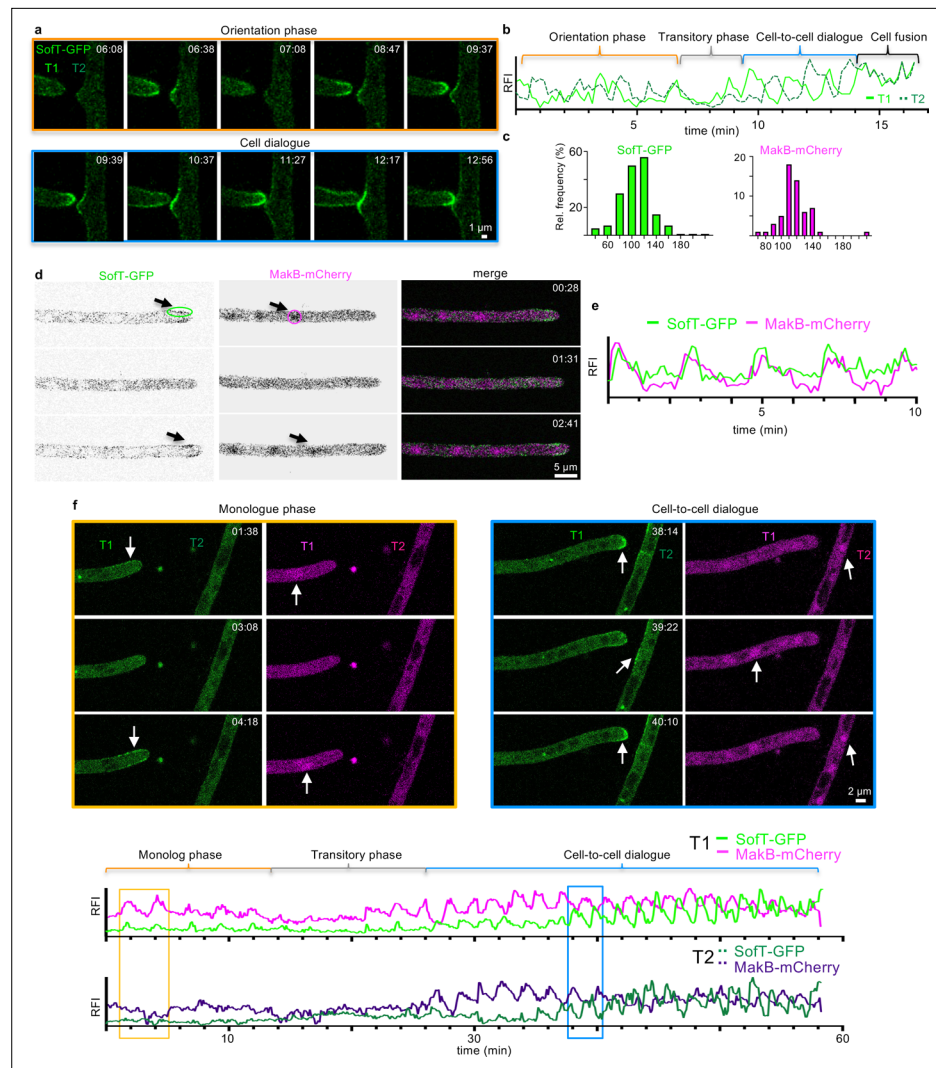 a
Orientation phase
SofT-GFP
T1 T2
06:08
06:38
07:08
08:47
09:37
Cell dialogue
09:39
10:37
11:27
12:17
12:56
1 µm
b
Orientation phase
Transitory phase
Cell-to-cell dialogue
Cell fusion
RFI
T1
T2
5 10 15
time (min)
c
SofT-GFP
MakB-mCherry
Rel. frequency (%)
60
40
20
0
60 100 140 180
20
10
0
80 100 140 180
d
SofT-GFP
MakB-mCherry
merge
00:28
01:31
02:41
5 µm
e
SofT-GFP MakB-mCherry
RFI
5 10
time (min)
f
Monologue phase
Cell-to-cell dialogue
T1 T2 01:38
T1 T2
03:08
04:18
T1 38:14
T2
T1
T2
39:22
40:10
2 µm
Monolog phase
Transitory phase
Cell-to-cell dialogue
T1 SofT-GFP
MakB-mCherry
RFI
T2 SofT-GFP
MakB-mCherry
RFI
10 30 60
time (min)